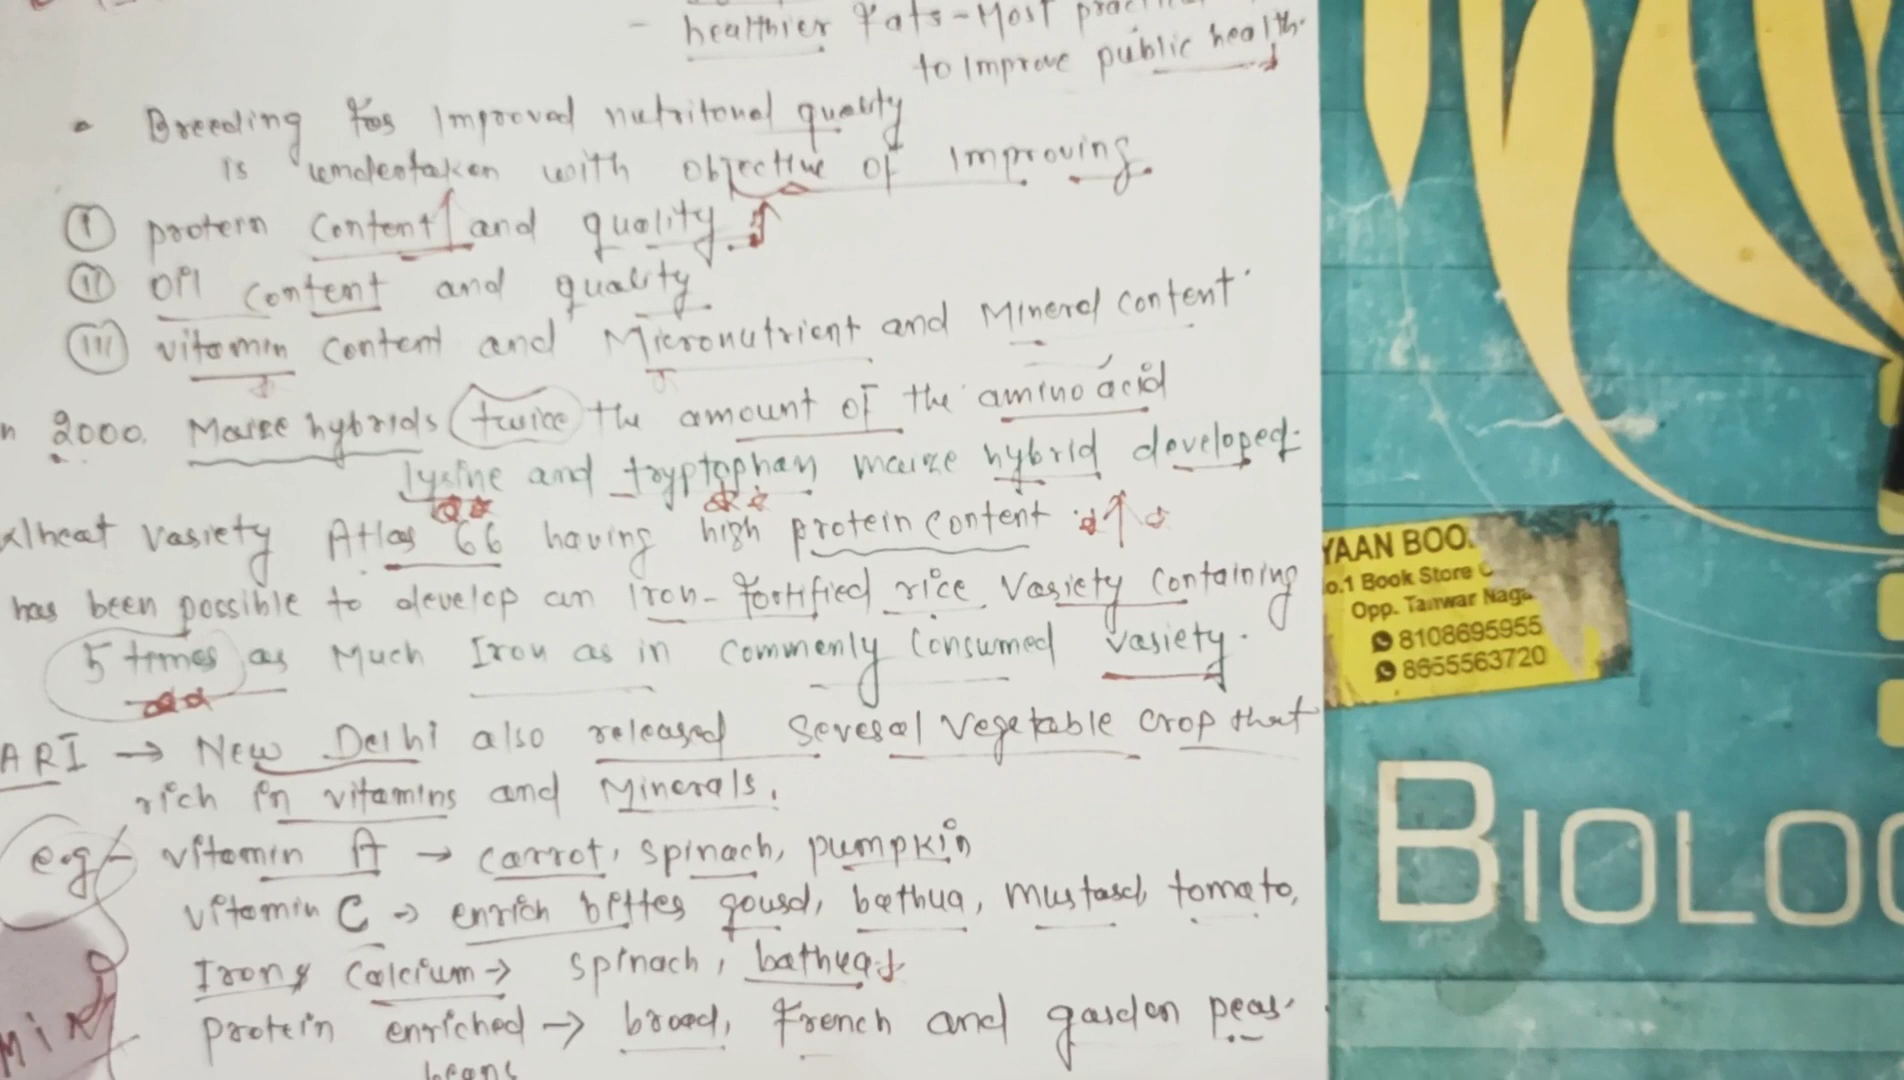 - healthier fats - Most
to Improve public health.
Breeding for Improved nutritonal quality
is undertaken with objective of Improving.
I protein content and quality
II oil content and quality
III vitamin content and Micronutrient and Mineral content
n 2000. Maize hybrids twice the amount of the amino acid
lysine and tryptophan maize hybrid developed.
Wheat variety Atlas 66 having high protein content
has been possible to develop an Iron-fortified rice variety containing
5 times as Much Iron as in commenly consumed variety.
ARI → New Delhi also released several vegetable crop that
rich in vitamins and Minerals.
e.g - vitamin A → carrot, spinach, pumpkin
vitamin C → enrich bitter gourd, bathua, mustard, tomato,
Iron & Calcium → spinach, bathua
protein enriched → broad, French and garden peas.
beans
YAAN BOO
o.1 Book Store
Opp. Tanwar Naga
8108695955
8655563720
BIOLOG